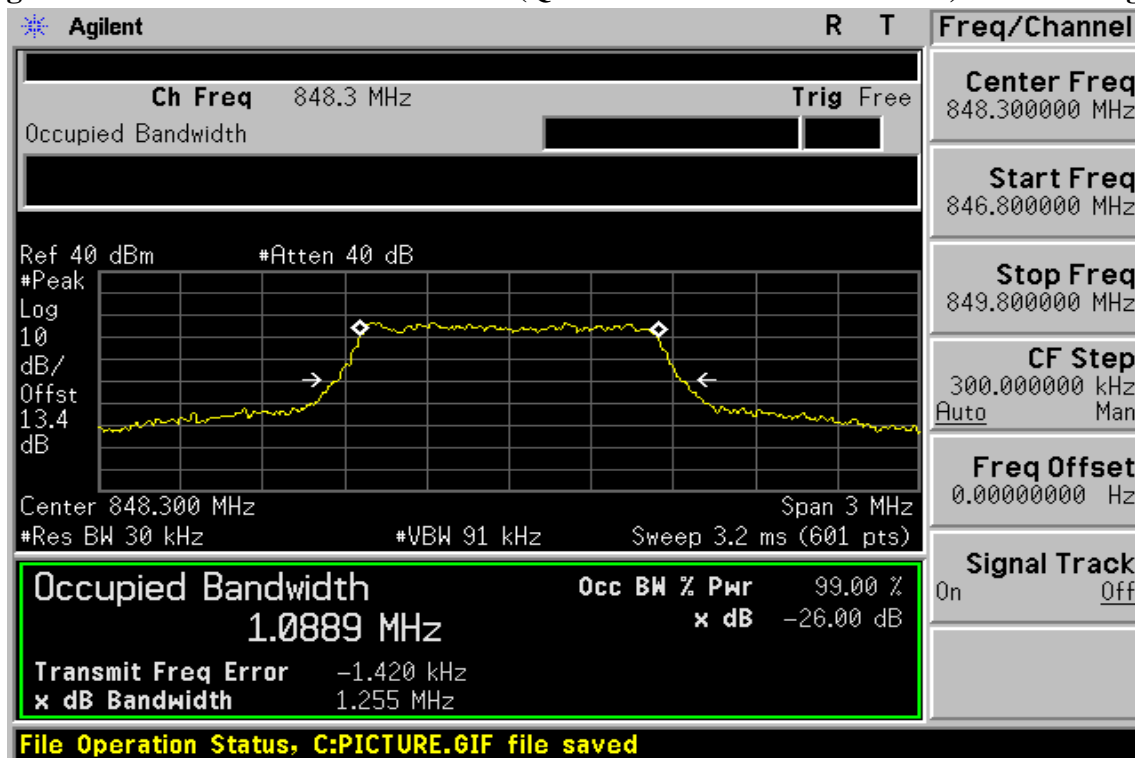 Agilent R T Freq/Channel
Ch Freq 848.3 MHz Trig Free
Occupied Bandwidth
Center Freq
848.300000 MHz
Start Freq
846.800000 MHz
Stop Freq
849.800000 MHz
CF Step
300.000000 kHz
Auto Man
Freq Offset
0.00000000 Hz
Signal Track
On Off
Ref 40 dBm #Atten 40 dB
#Peak
Log
10
dB/
Offst
13.4
dB
Center 848.300 MHz Span 3 MHz
#Res BW 30 kHz #VBW 91 kHz Sweep 3.2 ms (601 pts)
Occupied Bandwidth Occ BW % Pwr 99.00 %
1.0889 MHz x dB -26.00 dB
Transmit Freq Error -1.420 kHz
x dB Bandwidth 1.255 MHz
File Operation Status, C:PICTURE.GIF file saved